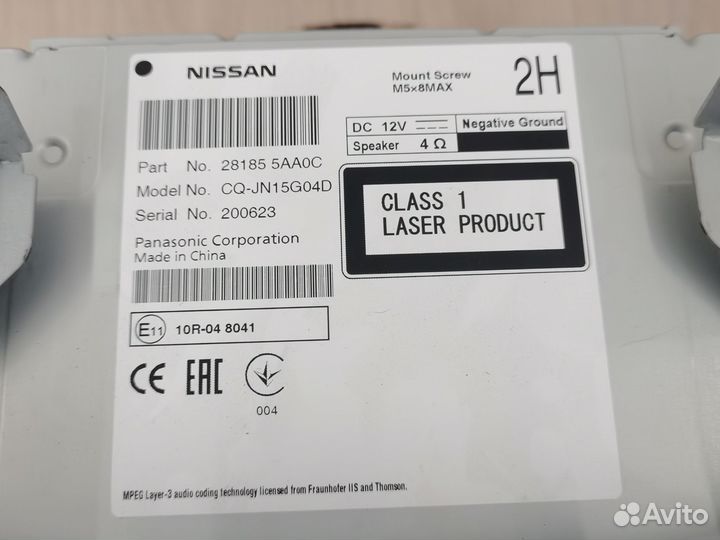 NISSAN
Mount Screw
M5×8MAX
2H
DC 12V
Negative Ground
Speaker 4 Ω
Part No. 28185 5AA0C
Model No. CQ-JN15G04D
Serial No. 200623
Panasonic Corporation
Made in China
CLASS 1
LASER PRODUCT
E11 10R-04 8041
CE EAC
004
MPEG Layer-3 audio coding technology licensed from Fraunhofer IIS and Thomson.
Avito